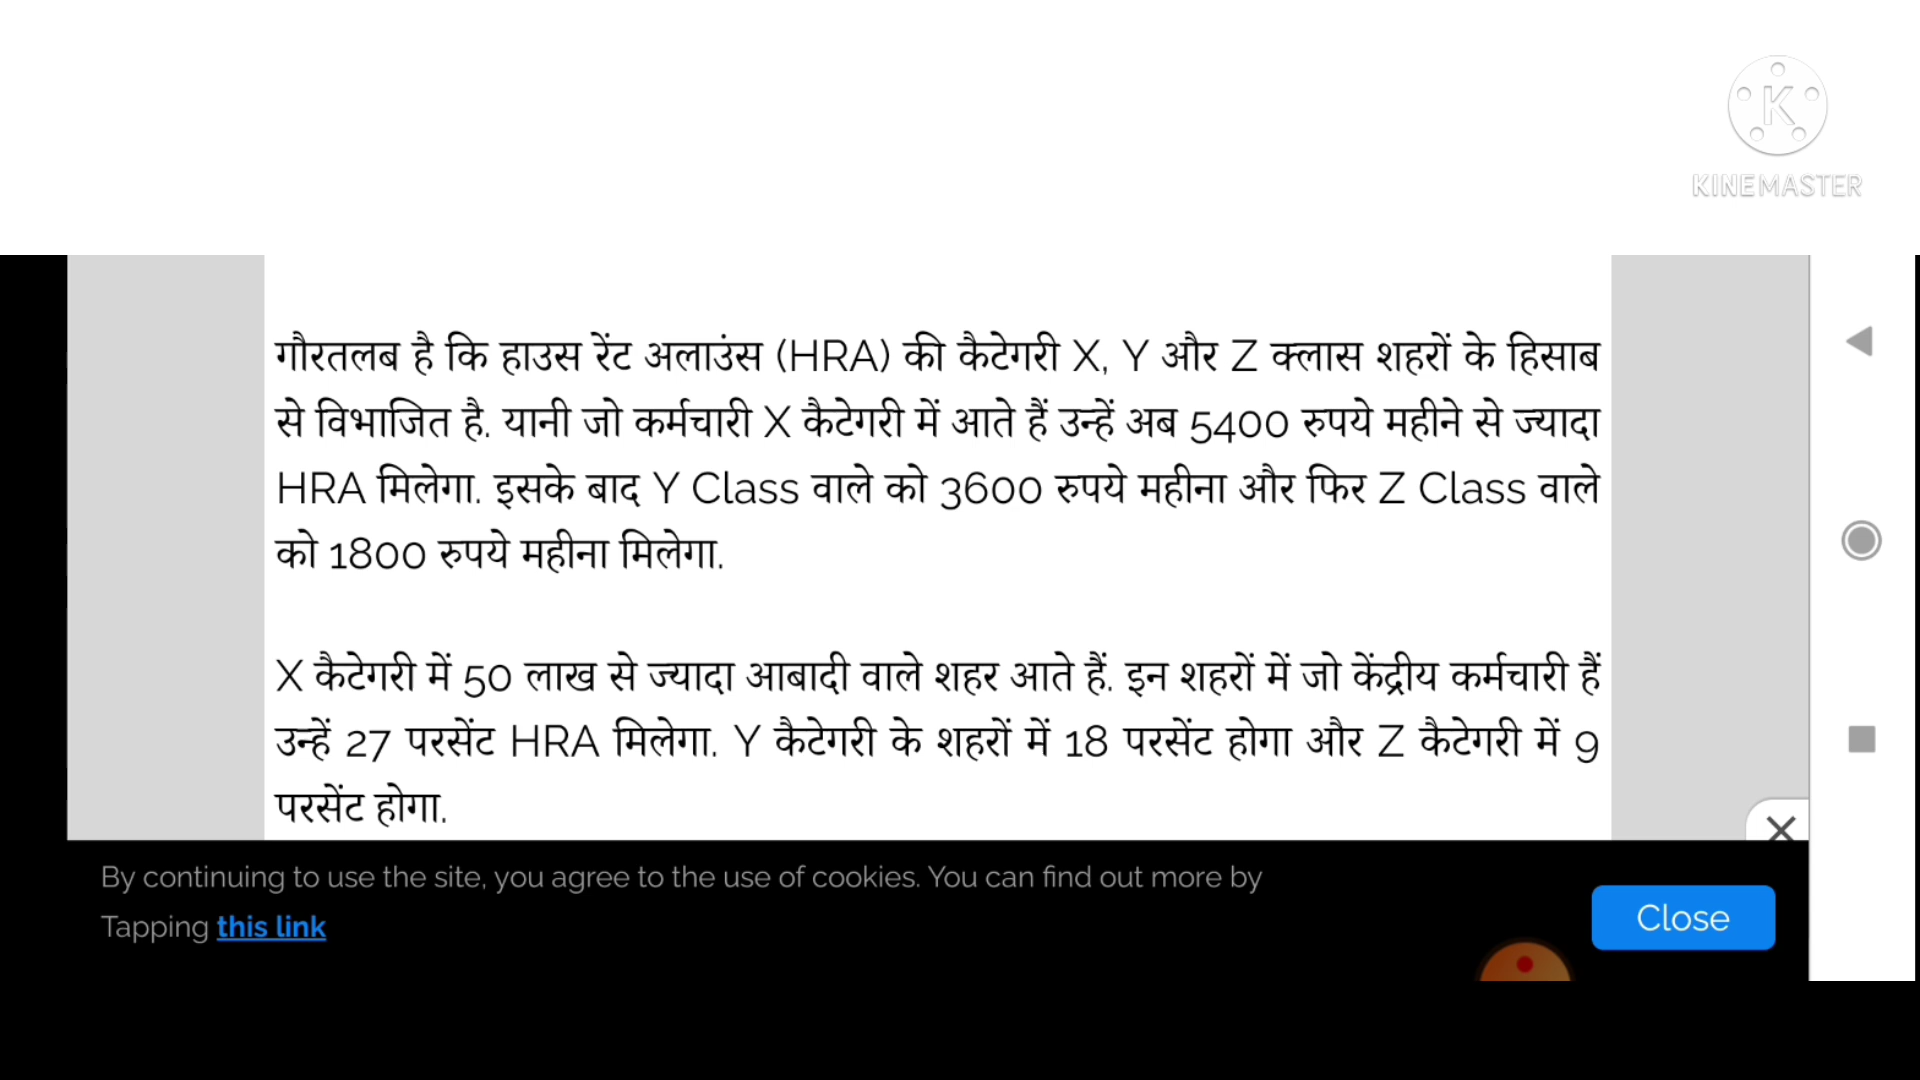 KINEMASTER
गौरतलब है कि हाउस रेंट अलाउंस (HRA) की कैटेगरी X, Y और Z क्लास शहरों के हिसाब
से विभाजित है. यानी जो कर्मचारी X कैटेगरी में आते हैं उन्हें अब 5400 रुपये महीने से ज्यादा
HRA मिलेगा. इसके बाद Y Class वाले को 3600 रुपये महीना और फिर Z Class वाले
को 1800 रुपये महीना मिलेगा.
X कैटेगरी में 50 लाख से ज्यादा आबादी वाले शहर आते हैं. इन शहरों में जो केंद्रीय कर्मचारी हैं
उन्हें 27 परसेंट HRA मिलेगा. Y कैटेगरी के शहरों में 18 परसेंट होगा और Z कैटेगरी में 9
परसेंट होगा.
By continuing to use the site, you agree to the use of cookies. You can find out more by
Tapping this link
Close